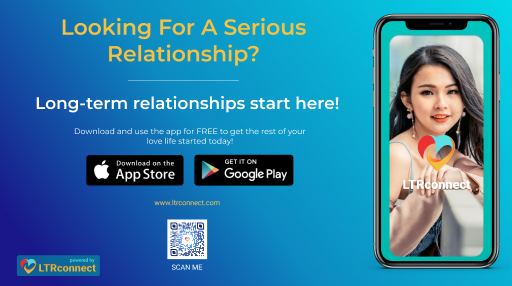 Looking For A Serious
Relationship?
Long-term relationships start here!
Download and use the app for FREE to get the rest of your
love life started today!
Download on the
App Store
GET IT ON
Google Play
www.ltrconnect.com
SCAN ME
powered by
LTRconnect
LTRconnect